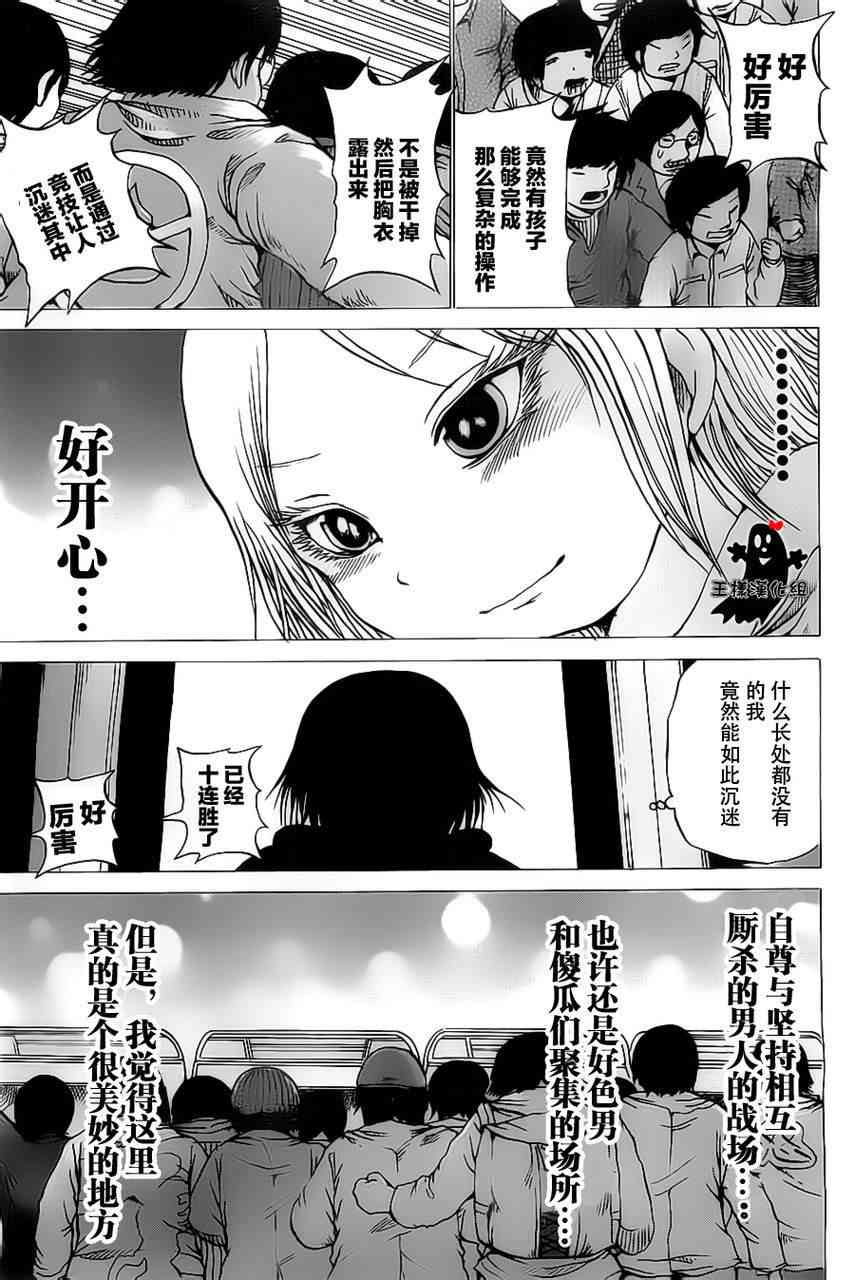 好
好厉害
竟然有孩子
能够完成
那么复杂的
操作
不是被干掉
然后把胸衣
露出来
而是通过
竞技让人
沉迷其中
………
好开心…
王樣漢化组
什么长处都没有
的我
竟然能如此沉迷
已经
十连胜了
好
厉害
自尊与坚持相互
厮杀的男人的战场……
也许还是好色男
和傻瓜们聚集的场所…
但是，我觉得这里
真的是个很美妙的地方